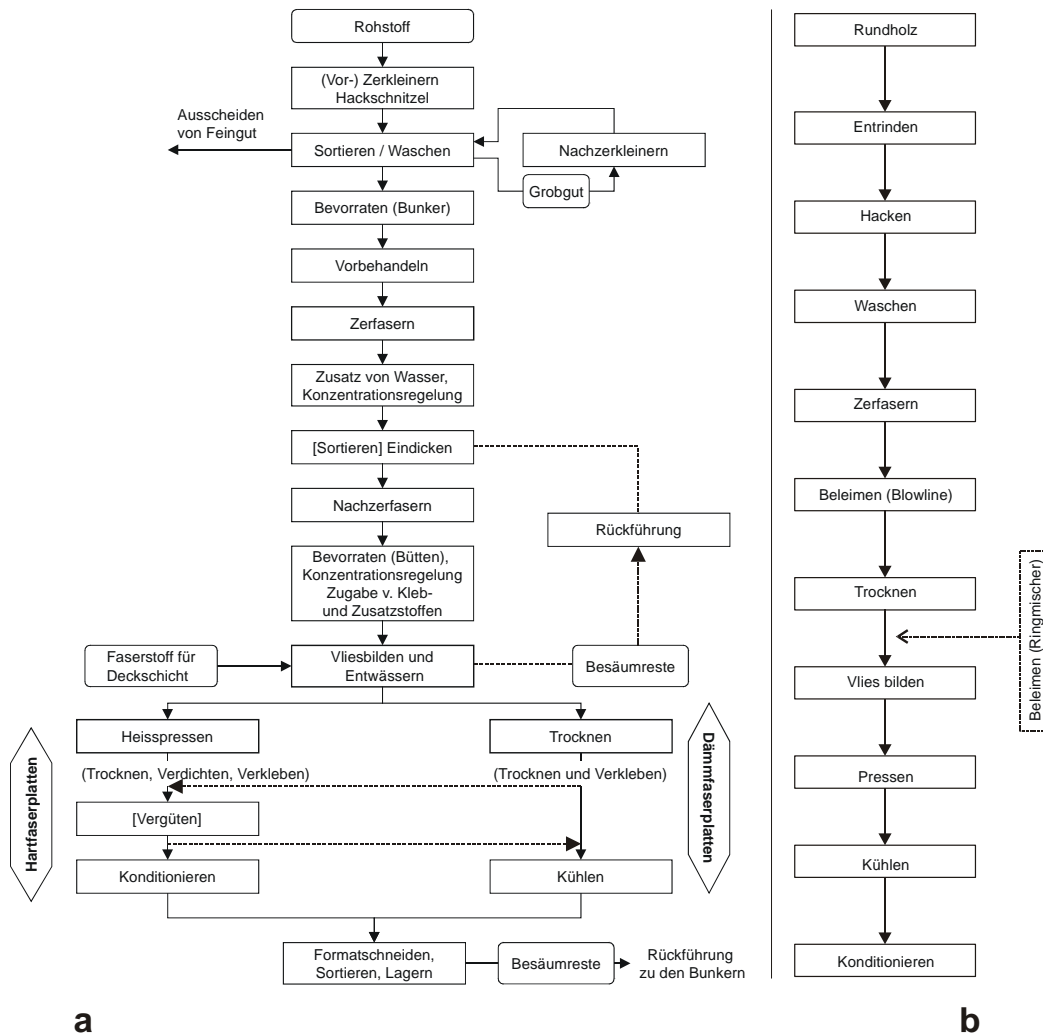 Rohstoff
(Vor-) Zerkleinern
Hackschnitzel
Ausscheiden
von Feingut
Sortieren / Waschen
Nachzerkleinern
Grobgut
Bevorraten (Bunker)
Vorbehandeln
Zerfasern
Zusatz von Wasser,
Konzentrationsregelung
[Sortieren] Eindicken
Nachzerfasern
Rückführung
Bevorraten (Bütten),
Konzentrationsregelung
Zugabe v. Kleb-
und Zusatzstoffen
Faserstoff für
Deckschicht
Vliesbilden und
Entwässern
Besäumreste
Heisspressen
Trocknen
(Trocknen, Verdichten, Verkleben)
(Trocknen und Verkleben)
Hartfaserplatten
Dämmfaserplatten
[Vergüten]
Konditionieren
Kühlen
Formatschneiden,
Sortieren, Lagern
Besäumreste
Rückführung
zu den Bunkern
a
Rundholz
Entrinden
Hacken
Waschen
Zerfasern
Beleimen (Blowline)
Trocknen
Beleimen (Ringmischer)
Vlies bilden
Pressen
Kühlen
Konditionieren
b